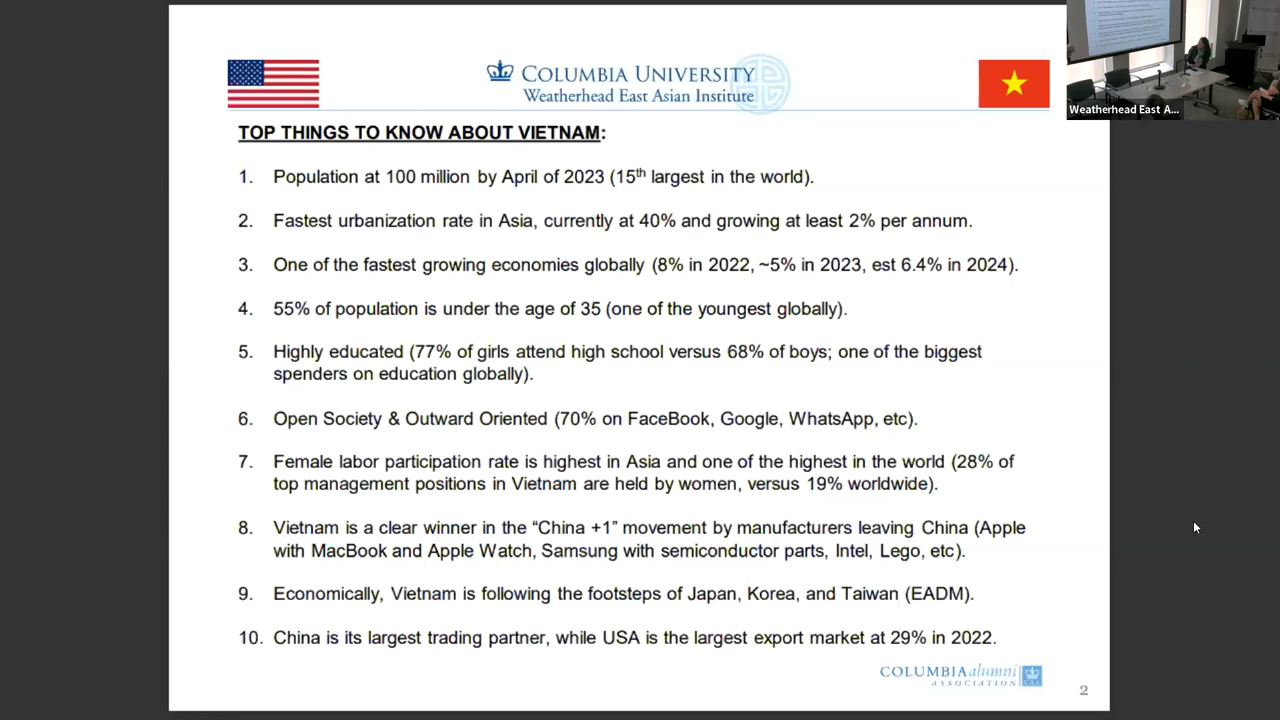 COLUMBIA UNIVERSITY
Weatherhead East Asian Institute
Weatherhead East A...
TOP THINGS TO KNOW ABOUT VIETNAM:
1. Population at 100 million by April of 2023 (15th largest in the world).
2. Fastest urbanization rate in Asia, currently at 40% and growing at least 2% per annum.
3. One of the fastest growing economies globally (8% in 2022, ~5% in 2023, est 6.4% in 2024).
4. 55% of population is under the age of 35 (one of the youngest globally).
5. Highly educated (77% of girls attend high school versus 68% of boys; one of the biggest
spenders on education globally).
6. Open Society & Outward Oriented (70% on FaceBook, Google, WhatsApp, etc).
7. Female labor participation rate is highest in Asia and one of the highest in the world (28% of
top management positions in Vietnam are held by women, versus 19% worldwide).
8. Vietnam is a clear winner in the “China +1” movement by manufacturers leaving China (Apple
with MacBook and Apple Watch, Samsung with semiconductor parts, Intel, Lego, etc).
9. Economically, Vietnam is following the footsteps of Japan, Korea, and Taiwan (EADM).
10. China is its largest trading partner, while USA is the largest export market at 29% in 2022.
COLUMBIA alumni
ASSOCIATION
2